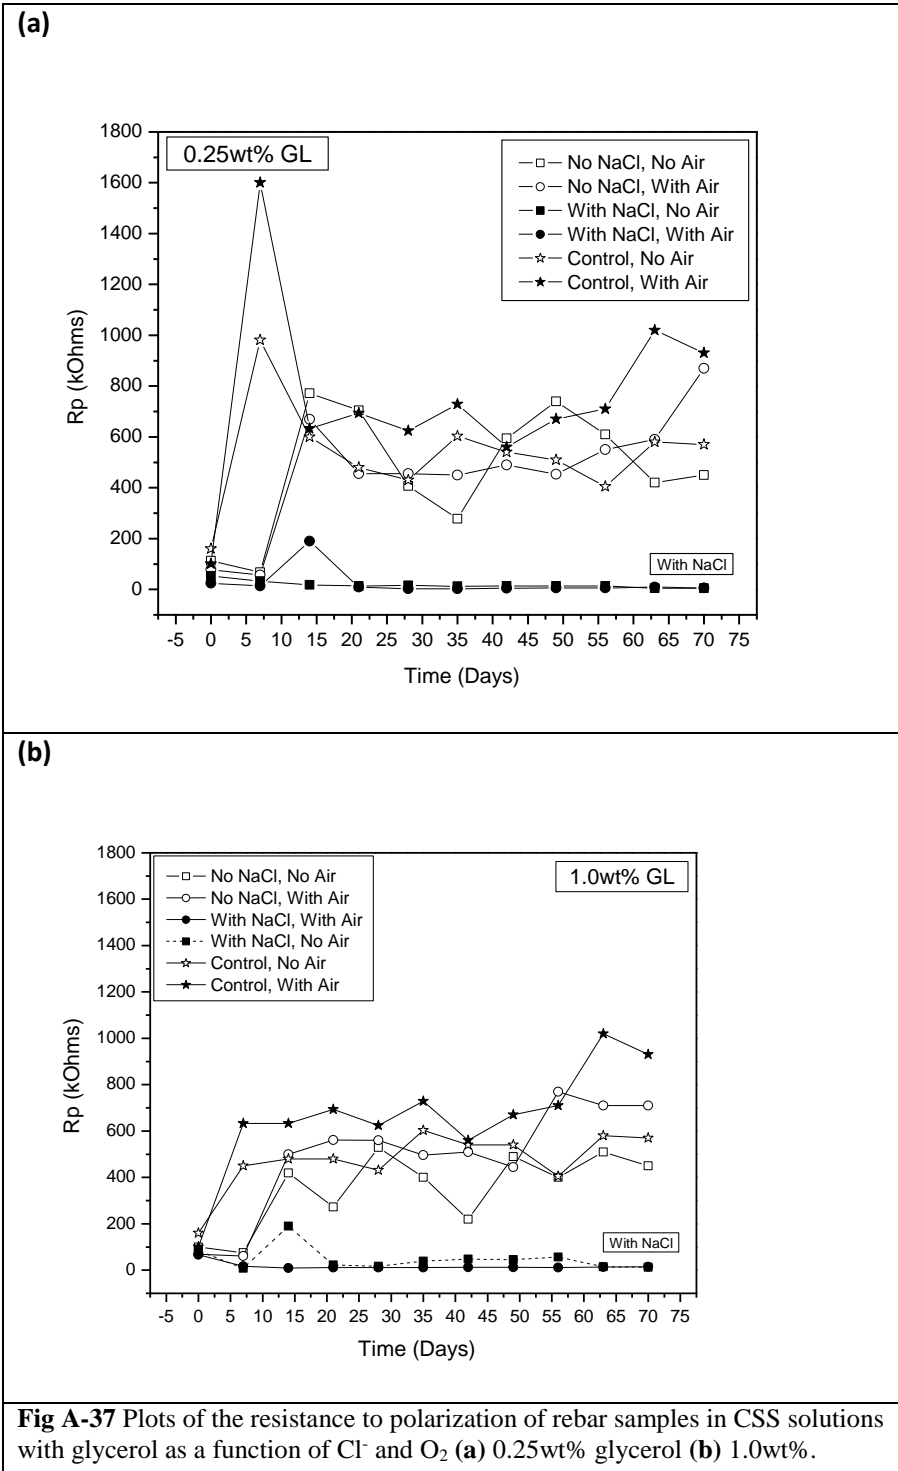 (a)
0.25wt% GL
No NaCl, No Air
No NaCl, With Air
With NaCl, No Air
With NaCl, With Air
Control, No Air
Control, With Air
1800
1600
1400
1200
1000
800
600
400
200
0
Rp (kOhms)
With NaCl
-5 0 5 10 15 20 25 30 35 40 45 50 55 60 65 70 75
Time (Days)
(b)
No NaCl, No Air
No NaCl, With Air
With NaCl, With Air
With NaCl, No Air
Control, No Air
Control, With Air
1.0wt% GL
1800
1600
1400
1200
1000
800
600
400
200
0
Rp (kOhms)
With NaCl
-5 0 5 10 15 20 25 30 35 40 45 50 55 60 65 70 75
Time (Days)
Fig A-37 Plots of the resistance to polarization of rebar samples in CSS solutions
with glycerol as a function of Cl⁻ and O₂ (a) 0.25wt% glycerol (b) 1.0wt%.